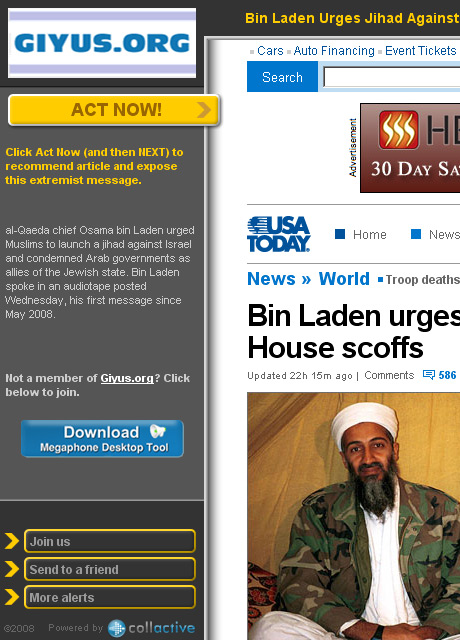 GIYUS.ORG
ACT NOW!
Click Act Now (and then NEXT) to
recommend article and expose
this extremist message.
al-Qaeda chief Osama bin Laden urged
Muslims to launch a jihad against Israel
and condemned Arab governments as
allies of the Jewish state. Bin Laden
spoke in an audiotape posted
Wednesday, his first message since
May 2008.
Not a member of Giyus.org? Click
below to join.
Download
Megaphone Desktop Tool
Join us
Send to a friend
More alerts
©2008 Powered by collactive
Bin Laden Urges Jihad Against
Cars Auto Financing Event Tickets
Search
Advertisement
30 DAY SA
USA
TODAY.
Home News
News » World Troop deaths
Bin Laden urges
House scoffs
Updated 22h 15m ago | Comments 586